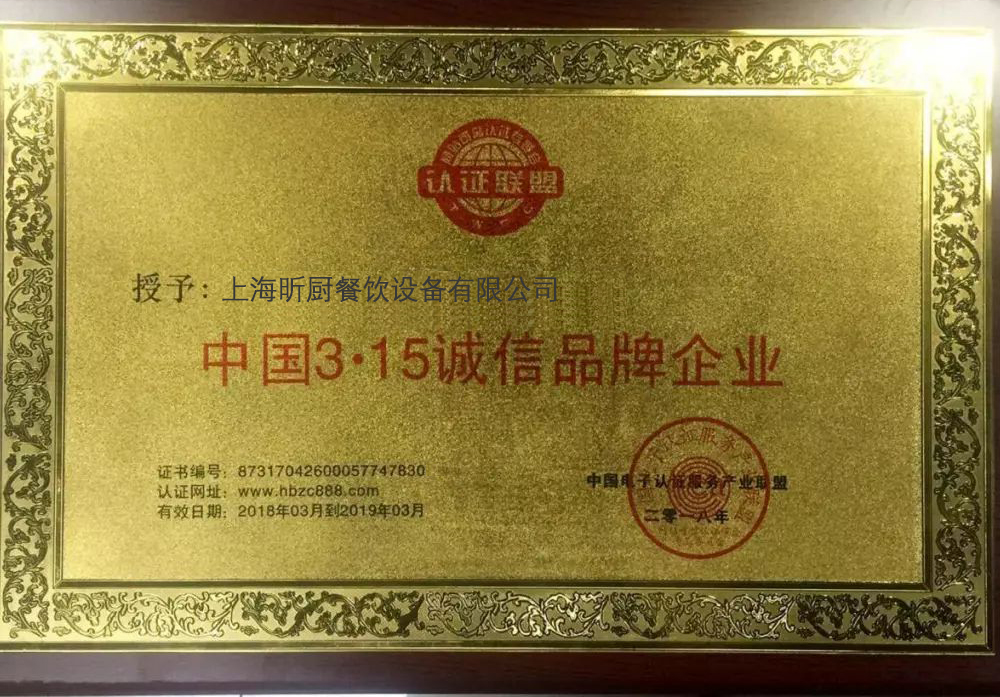 认证联盟
授予：上海昕厨餐饮设备有限公司
中国3·15诚信品牌企业
证书编号：87317042600057747830
认证网址：www.hbzc888.com
有效日期：2018年03月到2019年03月
中国电子认证服务产业联盟
二零一八年